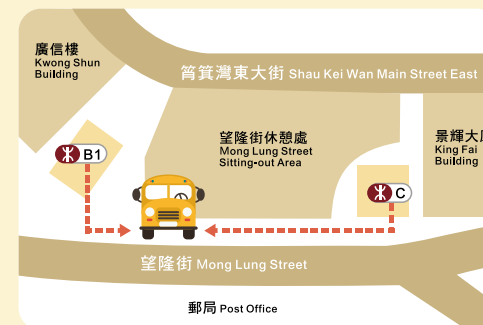 廣信樓
Kwong Shun
Building
筲箕灣東大街 Shau Kei Wan Main Street East
望隆街休憩處
Mong Lung Street
Sitting-out Area
景輝大
King Fai
Building
B1
C
望隆街 Mong Lung Street
郵局 Post Office